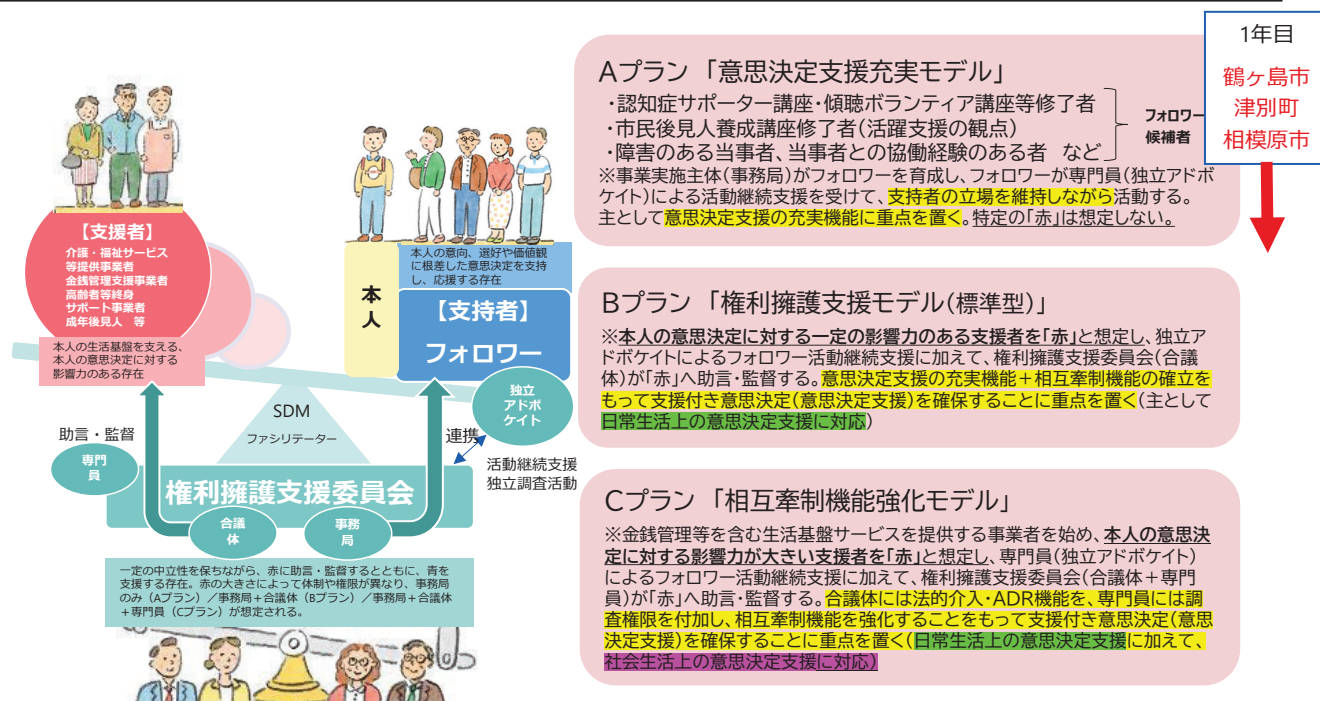 【支援者】
介護・福祉サービス
等提供事業者
金銭管理支援事業者
高齢者等終身
サポート事業者
成年後見人　等
本人の生活基盤を支える、
本人の意思決定に対する
影響力のある存在
本人
本人の意向、選好や価値観
に根差した意思決定を支持
し、応援する存在
【支持者】
フォロワー
独立
アドボ
ケイト
SDM
ファシリテーター
助言・監督
専門
員
連携
活動継続支援
独立調査活動
権利擁護支援委員会
合議
体
事務
局
一定の中立性を保ちながら、赤に助言・監督するとともに、青を
支援する存在。赤の大きさによって体制や権限が異なり、事務局
のみ（Aプラン）／事務局+合議体（Bプラン）／事務局+合議体
+専門員（Cプラン）が想定される。
Aプラン 「意思決定支援充実モデル」
・認知症サポーター講座・傾聴ボランティア講座等修了者
・市民後見人養成講座修了者(活躍支援の観点)
・障害のある当事者、当事者との協働経験のある者　など
フォロワー
候補者
※事業実施主体(事務局)がフォロワーを育成し、フォロワーが専門員(独立アドボ
ケイト)による活動継続支援を受けて、支持者の立場を維持しながら活動する。
主として意思決定支援の充実機能に重点を置く。特定の「赤」は想定しない。
Bプラン 「権利擁護支援モデル(標準型)」
※本人の意思決定に対する一定の影響力のある支援者を「赤」と想定し、独立ア
ドボケイトによるフォロワー活動継続支援に加えて、権利擁護支援委員会(合議
体)が「赤」へ助言・監督する。意思決定支援の充実機能+相互牽制機能の確立を
もって支援付き意思決定(意思決定支援)を確保することに重点を置く(主として
日常生活上の意思決定支援に対応)
Cプラン 「相互牽制機能強化モデル」
※金銭管理等を含む生活基盤サービスを提供する事業者を始め、本人の意思決
定に対する影響力が大きい支援者を「赤」と想定し、専門員(独立アドボケイト)
によるフォロワー活動継続支援に加えて、権利擁護支援委員会(合議体+専門
員)が「赤」へ助言・監督する。合議体には法的介入・ADR機能を、専門員には調
査権限を付加し、相互牽制機能を強化することをもって支援付き意思決定(意思
決定支援)を確保することに重点を置く(日常生活上の意思決定支援に加えて、
社会生活上の意思決定支援に対応)
1年目
鶴ヶ島市
津別町
相模原市